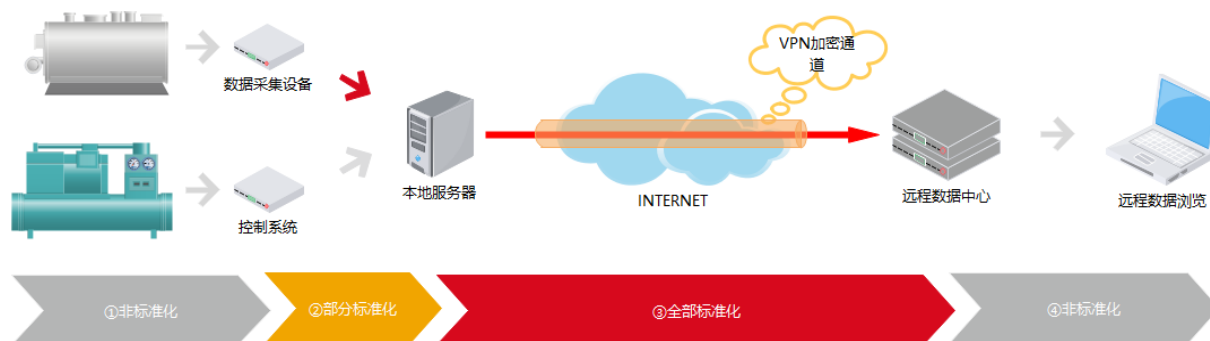 VPN加密通
道
数据采集设备
本地服务器
INTERNET
远程数据中心
远程数据浏览
控制系统
①非标准化
②部分标准化
③全部标准化
④非标准化